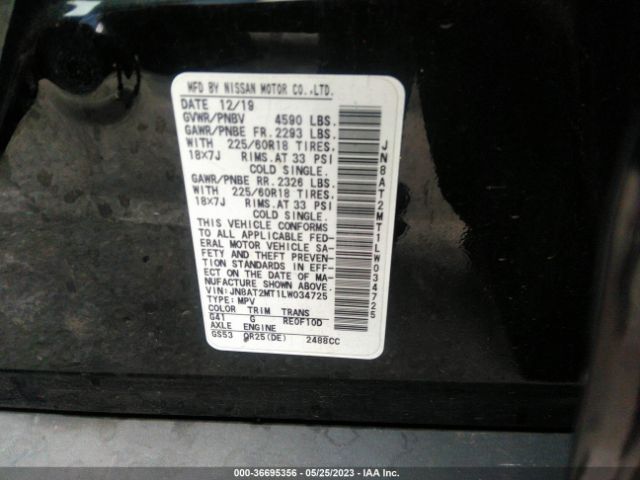 MFD BY NISSAN MOTOR CO.,LTD.
DATE 12/19
GVWR/PNBV 4590 LBS.
GAWR/PNBE FR. 2293 LBS.
WITH 225/60R18 TIRES.
18X7J RIMS.AT 33 PSI
COLD SINGLE.
GAWR/PNBE RR. 2326 LBS.
WITH 225/60R18 TIRES.
18X7J RIMS.AT 33 PSI
COLD SINGLE.
THIS VEHICLE CONFORMS
TO ALL APPLICABLE FED-
ERAL MOTOR VEHICLE SA-
FETY AND THEFT PREVEN-
TION STANDARDS IN EFF-
ECT ON THE DATE OF MA-
NUFACTURE SHOWN ABOVE.
VIN:JN8AT2MT1LW034725
TYPE: MPV
COLOR TRIM TRANS
G41 G RE0F10D
AXLE ENGINE
GS53 QR25(DE) 2488CC
JN8AT2MT1LW034725
000-36695356 - 05/25/2023 - IAA Inc.